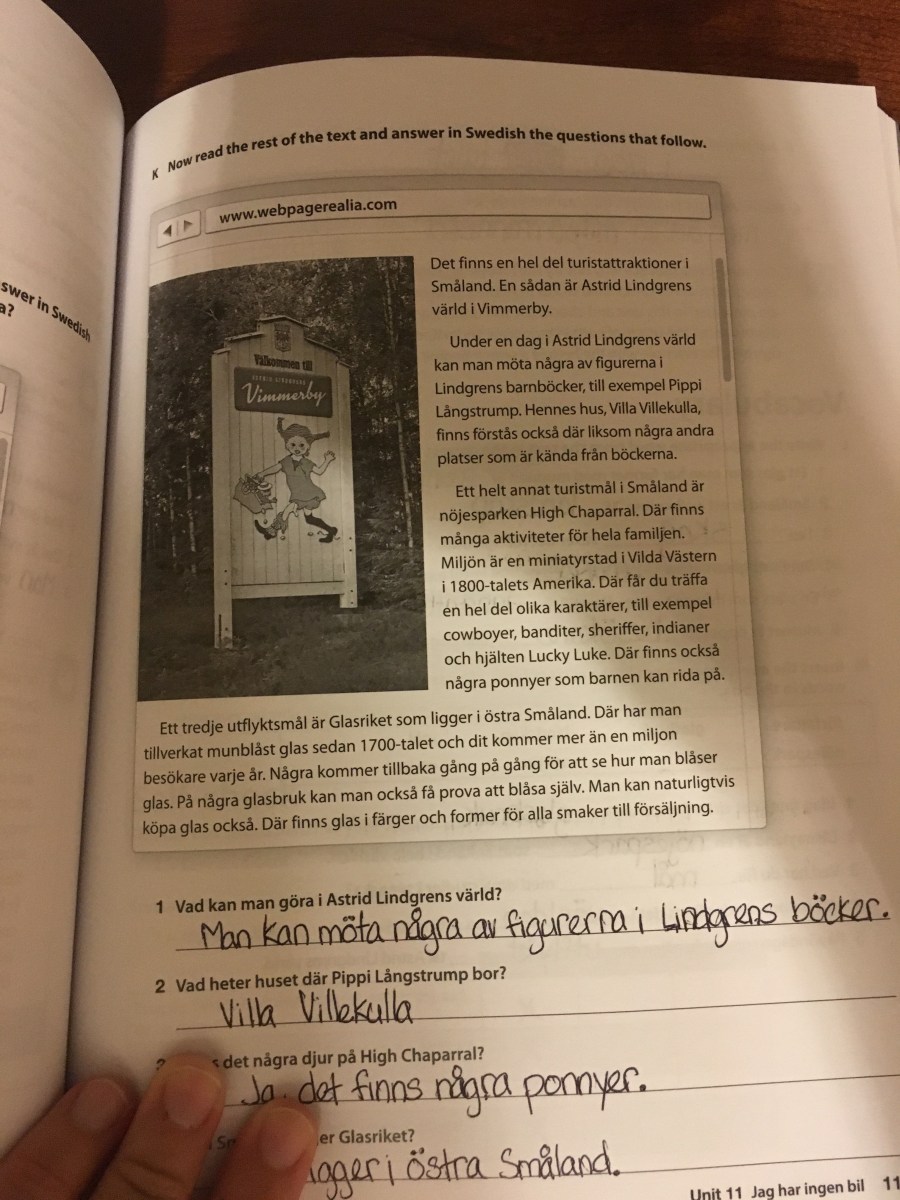 K Now read the rest of the text and answer in Swedish the questions that follow.
swer in Swedish
a?
www.webpagerealia.com
Välkommen till
Vimmerby
Det finns en hel del turistattraktioner i
Småland. En sådan är Astrid Lindgrens
värld i Vimmerby.
Under en dag i Astrid Lindgrens värld
kan man möta några av figurerna i
Lindgrens barnböcker, till exempel Pippi
Långstrump. Hennes hus, Villa Villekulla,
finns förstås också där liksom några andra
platser som är kända från böckerna.
Ett helt annat turistmål i Småland är
nöjesparken High Chaparral. Där finns
många aktiviteter för hela familjen.
Miljön är en miniatyrstad i Vilda Västern
i 1800-talets Amerika. Där får du träffa
en hel del olika karaktärer, till exempel
cowboyer, banditer, sheriffer, indianer
och hjälten Lucky Luke. Där finns också
några ponnyer som barnen kan rida på.
Ett tredje utflyktsmål är Glasriket som ligger i östra Småland. Där har man
tillverkat munblåst glas sedan 1700-talet och dit kommer mer än en miljon
besökare varje år. Några kommer tillbaka gång på gång för att se hur man blåser
glas. På några glasbruk kan man också få prova att blåsa själv. Man kan naturligtvis
köpa glas också. Där finns glas i färger och former för alla smaker till försäljning.
1 Vad kan man göra i Astrid Lindgrens värld?
Man kan möta några av figurerna i Lindgrens böcker.
2 Vad heter huset där Pippi Långstrump bor?
Villa Villekulla
det några djur på High Chaparral?
Ja. det finns några ponnyer.
er Glasriket?
igger i östra Småland.
Unit 11 Jag har ingen bil 11